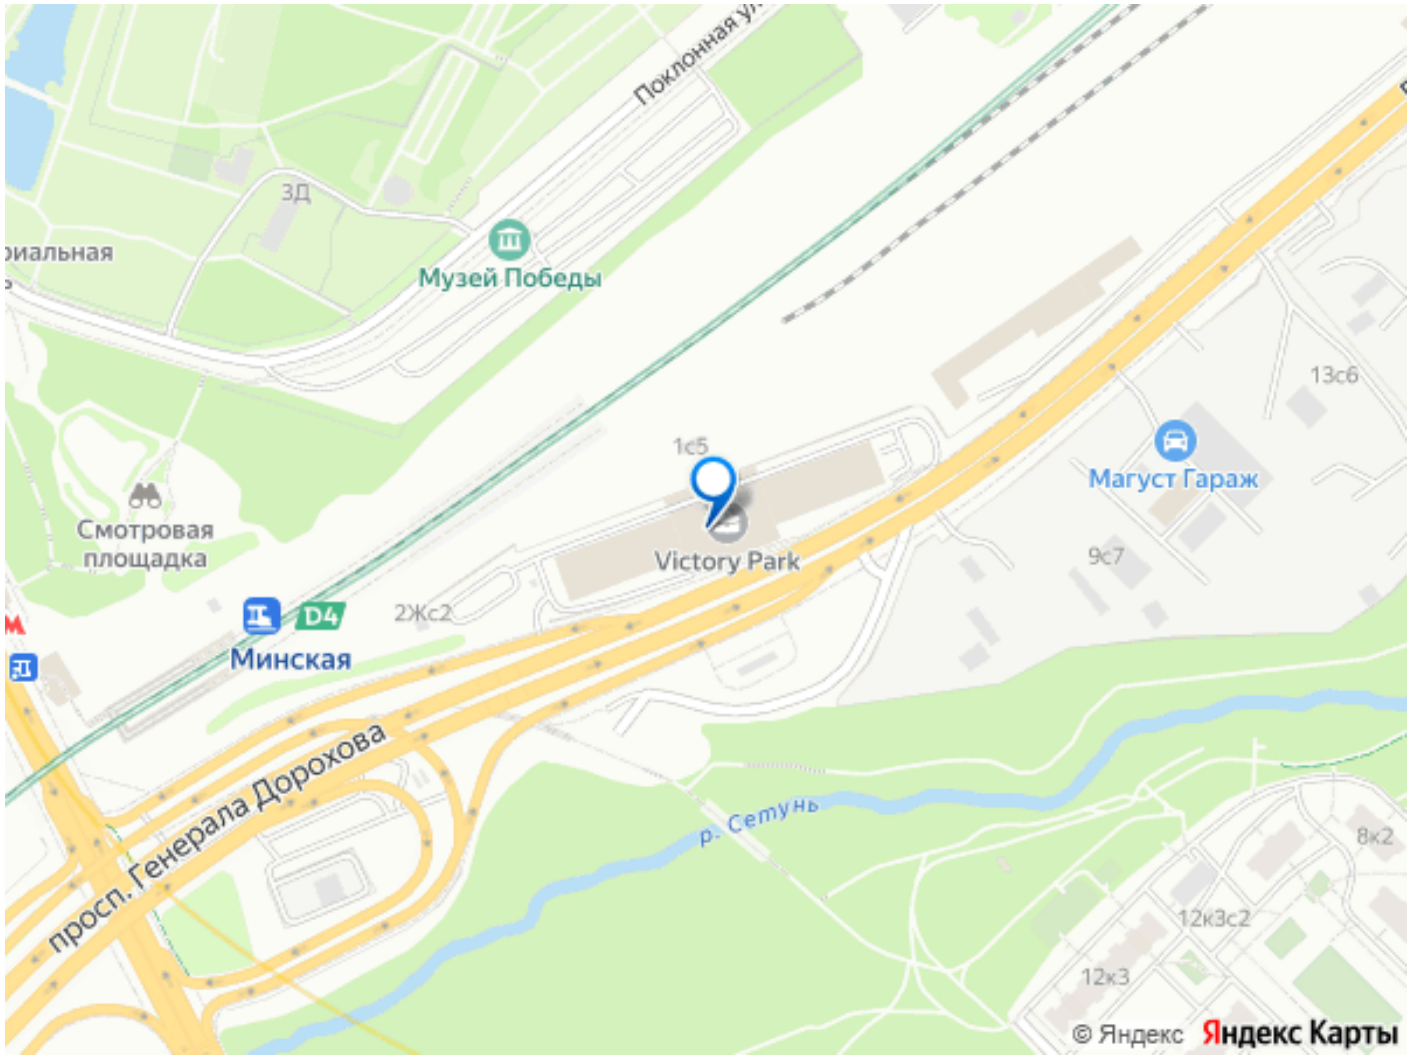 Поклонная ул.
3Д
риальная
Музей Победы
13с6
1с5
Магуст Гараж
Смотровая
площадка
Victory Park
9с7
2Жс2
D4
М
Минская
просп. Генерала Дорохова
р. Сетунь
8к2
12к3с2
12к3
© Яндекс Яндекс Карты